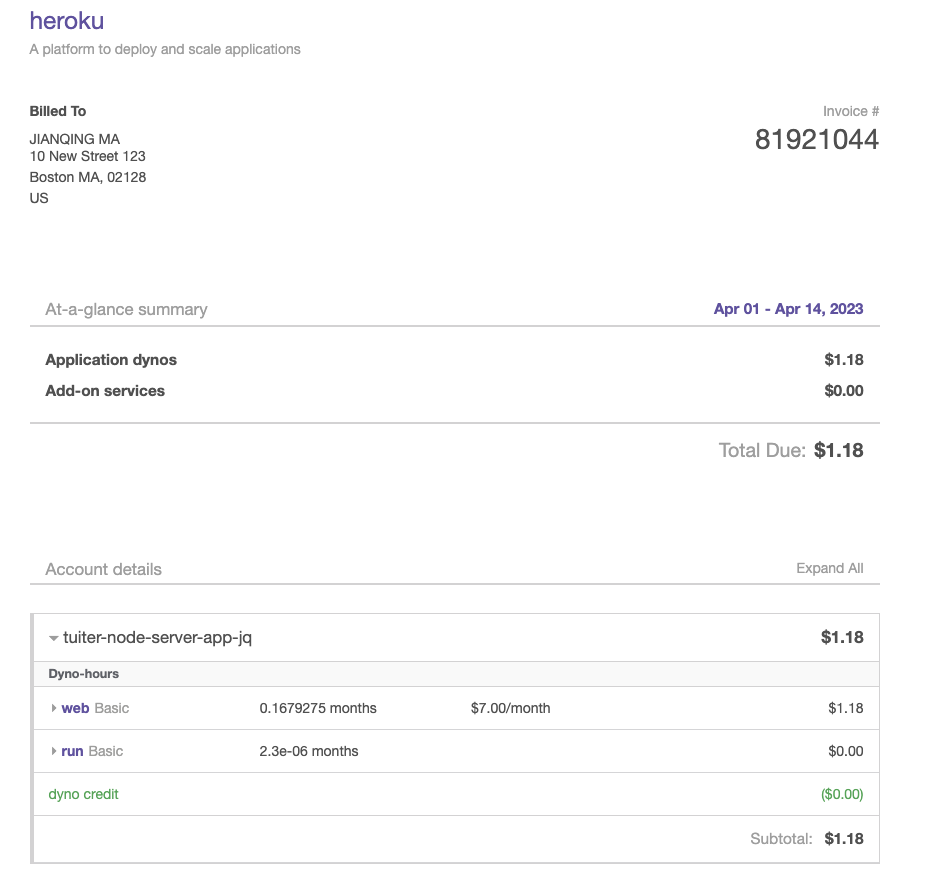 heroku
A platform to deploy and scale applications
Billed To
Invoice #
JIANQING MA
81921044
10 New Street 123
Boston MA, 02128
US
At-a-glance summary Apr 01 - Apr 14, 2023
Application dynos $1.18
Add-on services $0.00
Total Due: $1.18
Account details Expand All
tuiter-node-server-app-jq $1.18
Dyno-hours
web Basic 0.1679275 months $7.00/month $1.18
run Basic 2.3e-06 months $0.00
dyno credit ($0.00)
Subtotal: $1.18